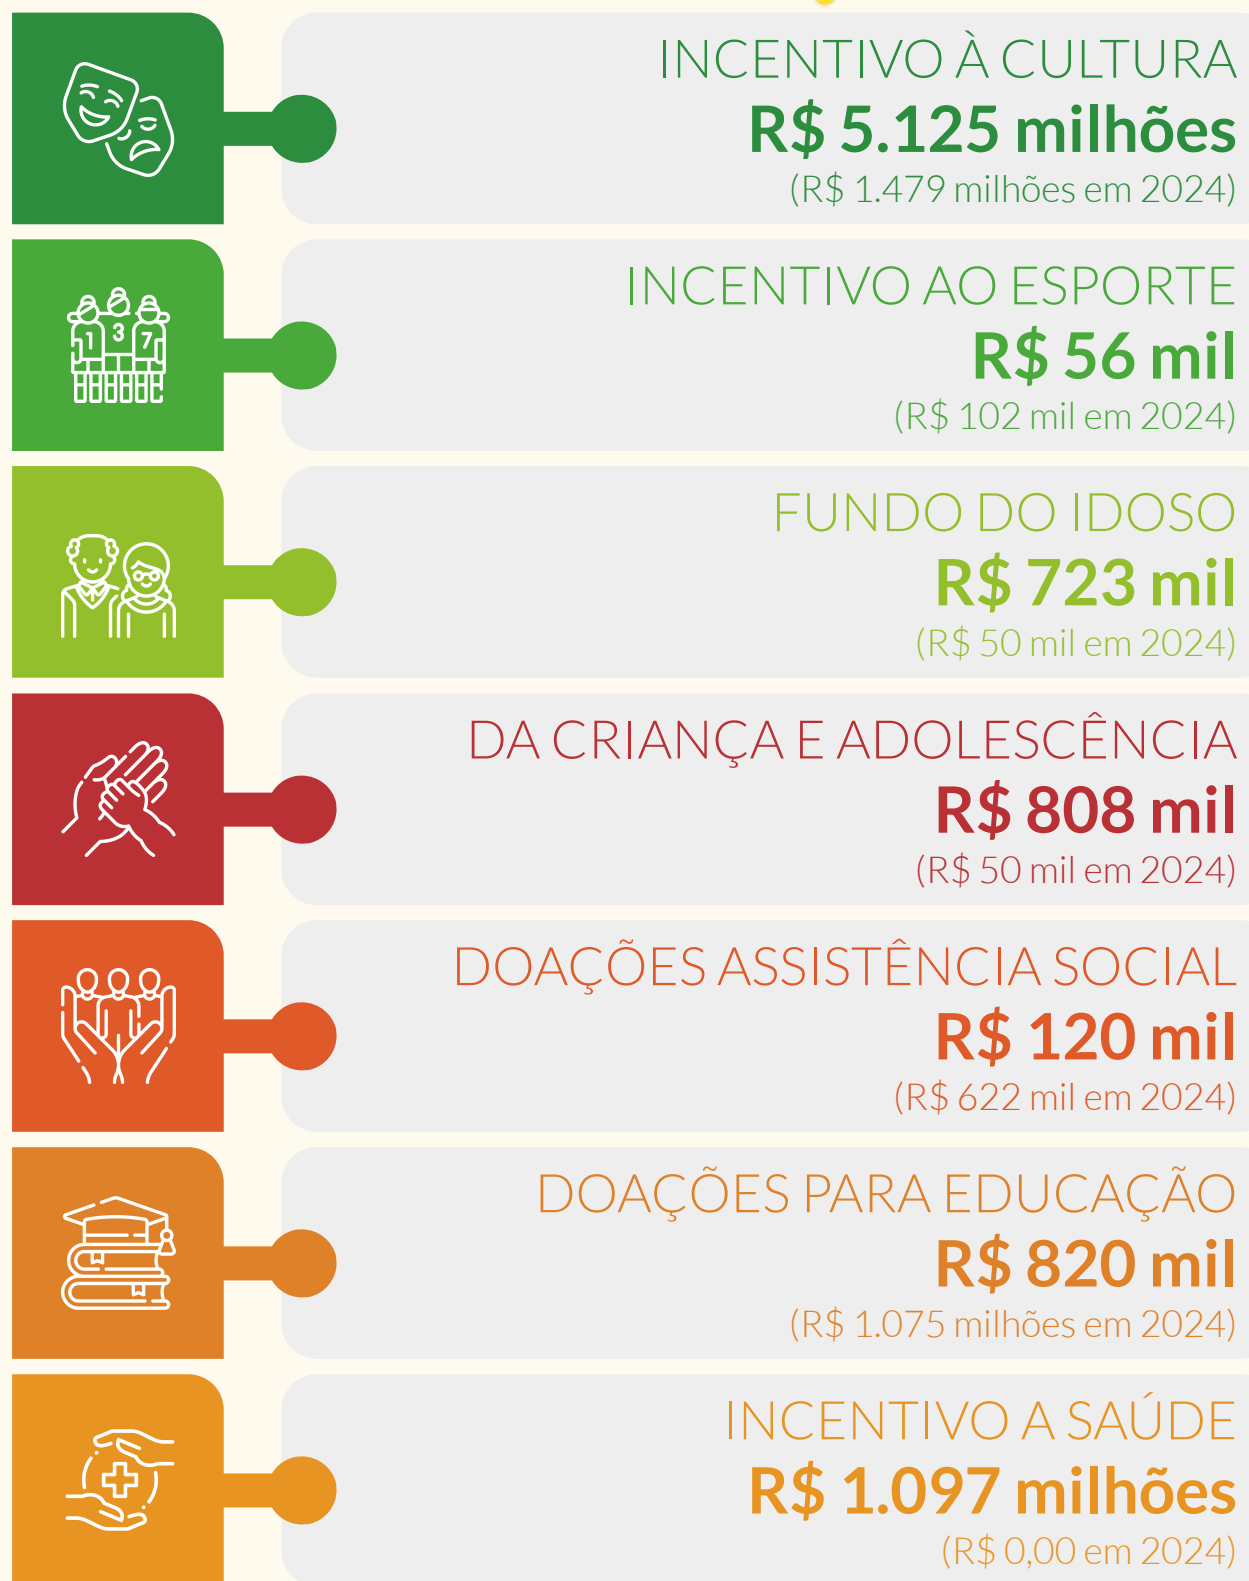 INCENTIVO À CULTURA
R$ 5.125 milhões
(R$ 1.479 milhões em 2024)
INCENTIVO AO ESPORTE
1 3 7
R$ 56 mil
(R$ 102 mil em 2024)
FUNDO DO IDOSO
R$ 723 mil
(R$ 50 mil em 2024)
DA CRIANÇA E ADOLESCÊNCIA
R$ 808 mil
(R$ 50 mil em 2024)
DOAÇÕES ASSISTÊNCIA SOCIAL
R$ 120 mil
(R$ 622 mil em 2024)
DOAÇÕES PARA EDUCAÇÃO
R$ 820 mil
(R$ 1.075 milhões em 2024)
INCENTIVO A SAÚDE
R$ 1.097 milhões
(R$ 0,00 em 2024)